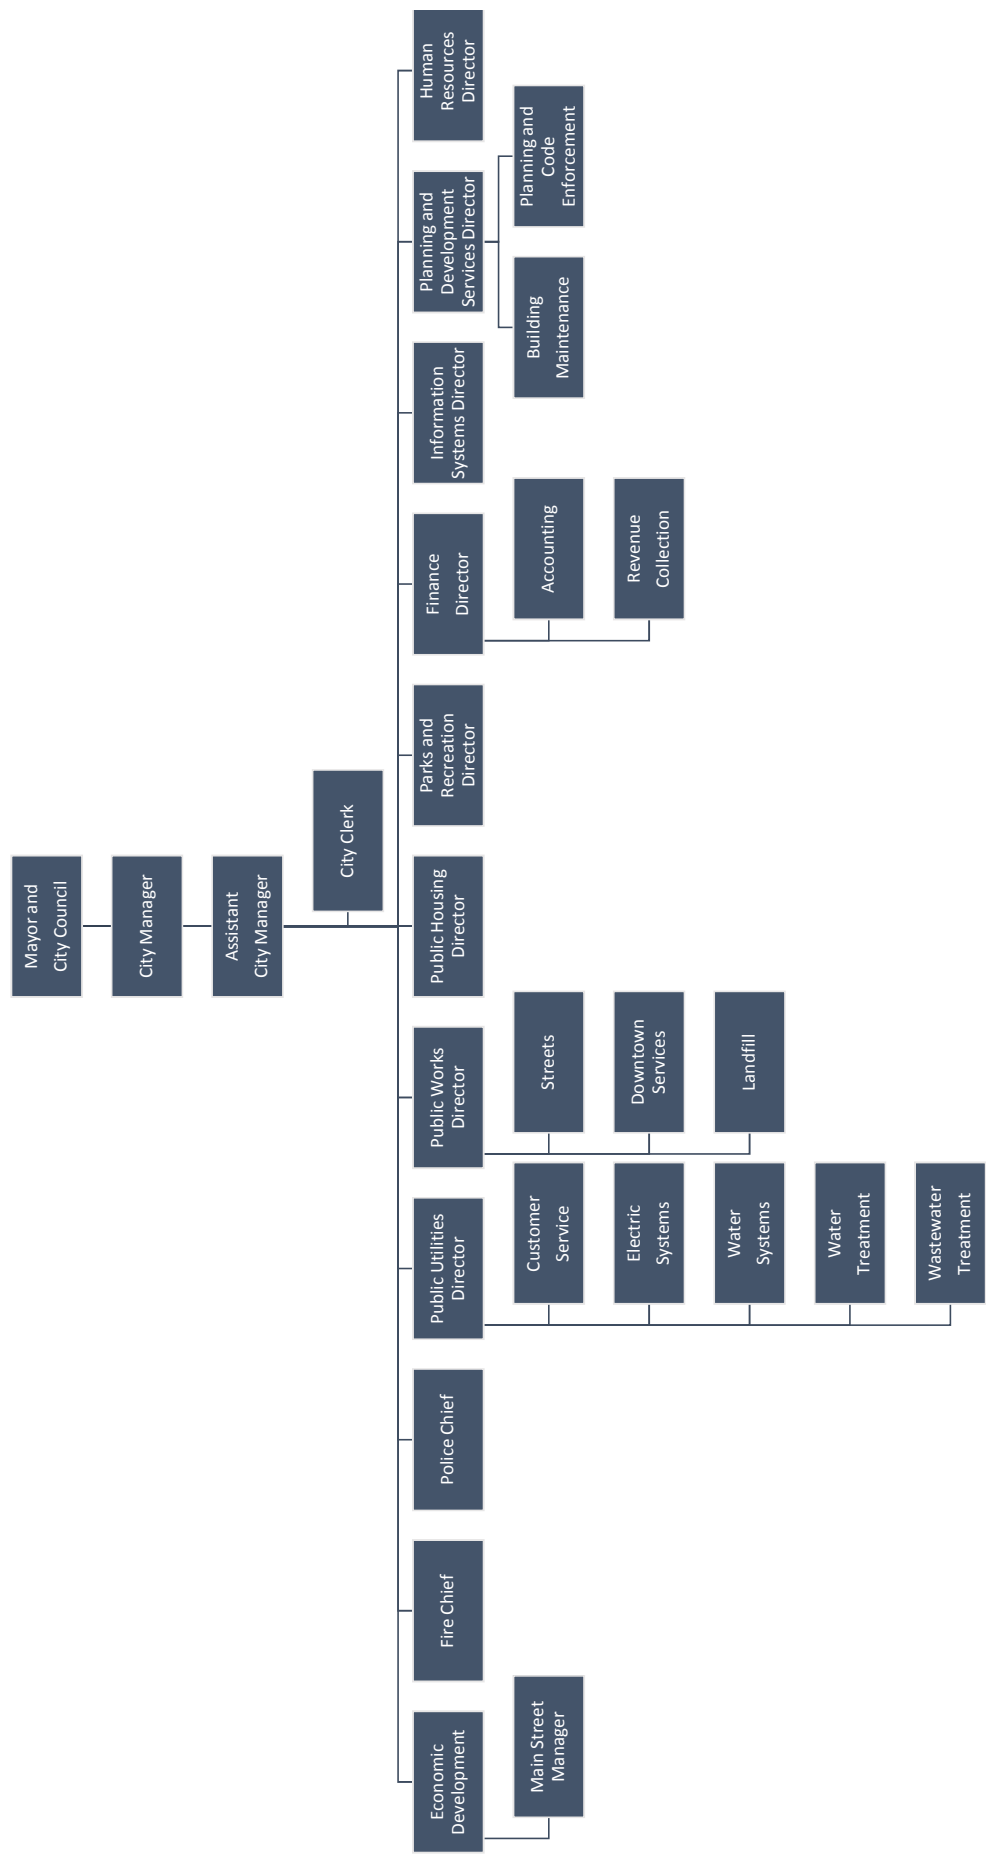 Mayor and
City Council
City Manager
Assistant
City Manager
City Clerk
Economic
Development
Main Street
Manager
Fire Chief
Police Chief
Public Utilities
Director
Customer
Service
Electric
Systems
Water
Systems
Water
Treatment
Wastewater
Treatment
Public Works
Director
Streets
Downtown
Services
Landfill
Public Housing
Director
Parks and
Recreation
Director
Finance
Director
Accounting
Revenue
Collection
Information
Systems Director
Planning and
Development
Services Director
Building
Maintenance
Planning and
Code
Enforcement
Human
Resources
Director